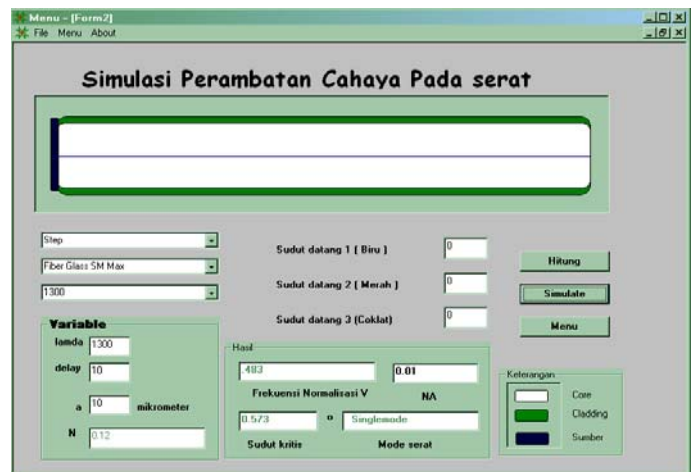 Menu - [Form2]
File Menu About
Simulasi Perambatan Cahaya Pada serat
Step
Fiber Glass SM Max
1300
Sudut datang 1 ( Biru ) 0
Sudut datang 2 ( Merah ) 0
Sudut datang 3 (Coklat) 0
Hitung
Simulate
Menu
Variable
lamda 1300
delay 10
a 10 mikrometer
N 0.12
Hasil
.483 0.01
Frekuensi Normalisasi V NA
0.573 o Singlemode
Sudut kritis Mode serat
Keterangan
Core
Cladding
Sumber